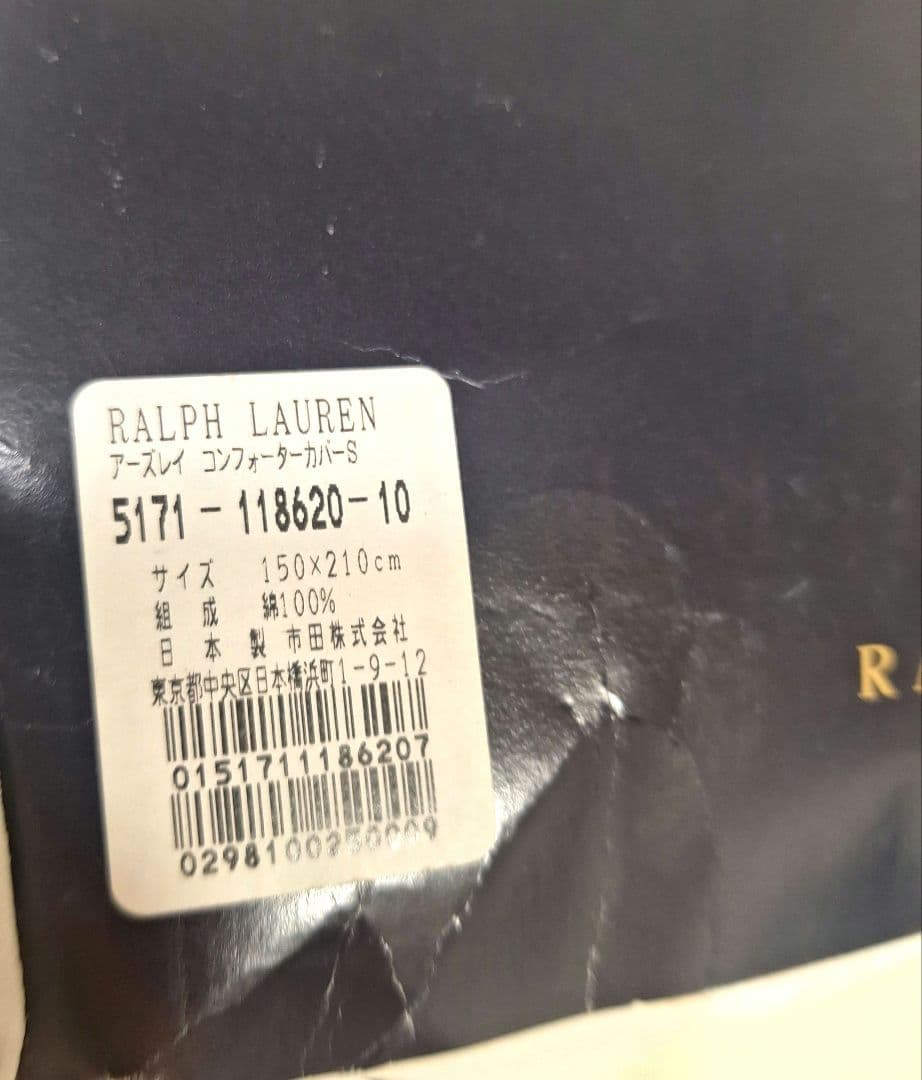 RALPH LAUREN
アーズレイ コンフォーターカバーS
5171-118620-10
サイズ 150×210cm
組成 綿100%
日本製 市田株式会社
東京都中央区日本橋浜町1-9-12
0151711186207
RA